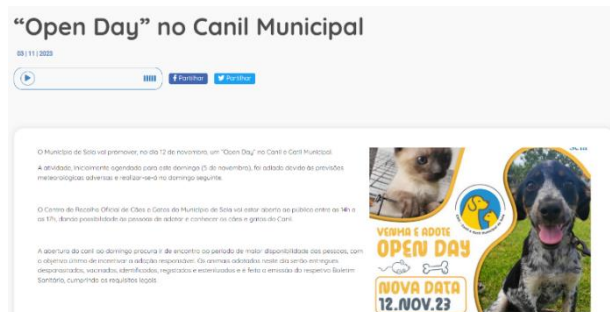 “Open Day” no Canil Municipal
03 | 11 | 2023
Partilhar
Partilhar
O Município de Seia vai promover, no dia 12 de novembro, um “Open Day” no Canil e Gatil Municipal.
A atividade, inicialmente agendada para este domingo (5 de novembro), foi adiada devido às previsões
meteorológicas adversas e realizar-se-á no domingo seguinte.
O Centro de Recolha Oficial de Cães e Gatos do Município de Seia vai estar aberto ao público entre as 14h e
as 17h, dando possibilidade às pessoas de adotar e conhecer os cães e gatos do Canil.
A abertura do canil ao domingo procura ir de encontro ao período de maior disponibilidade das pessoas, com
o objetivo último de incentivar a adoção responsável. Os animais adotados neste dia serão entregues
desparasitados, vacinados, identificados, registados e esterilizados e é feita a emissão do respetivo Boletim
Sanitário, cumprindo os requisitos legais.
VENHA E ADOTE
OPEN DAY
NOVA DATA
12.NOV.23